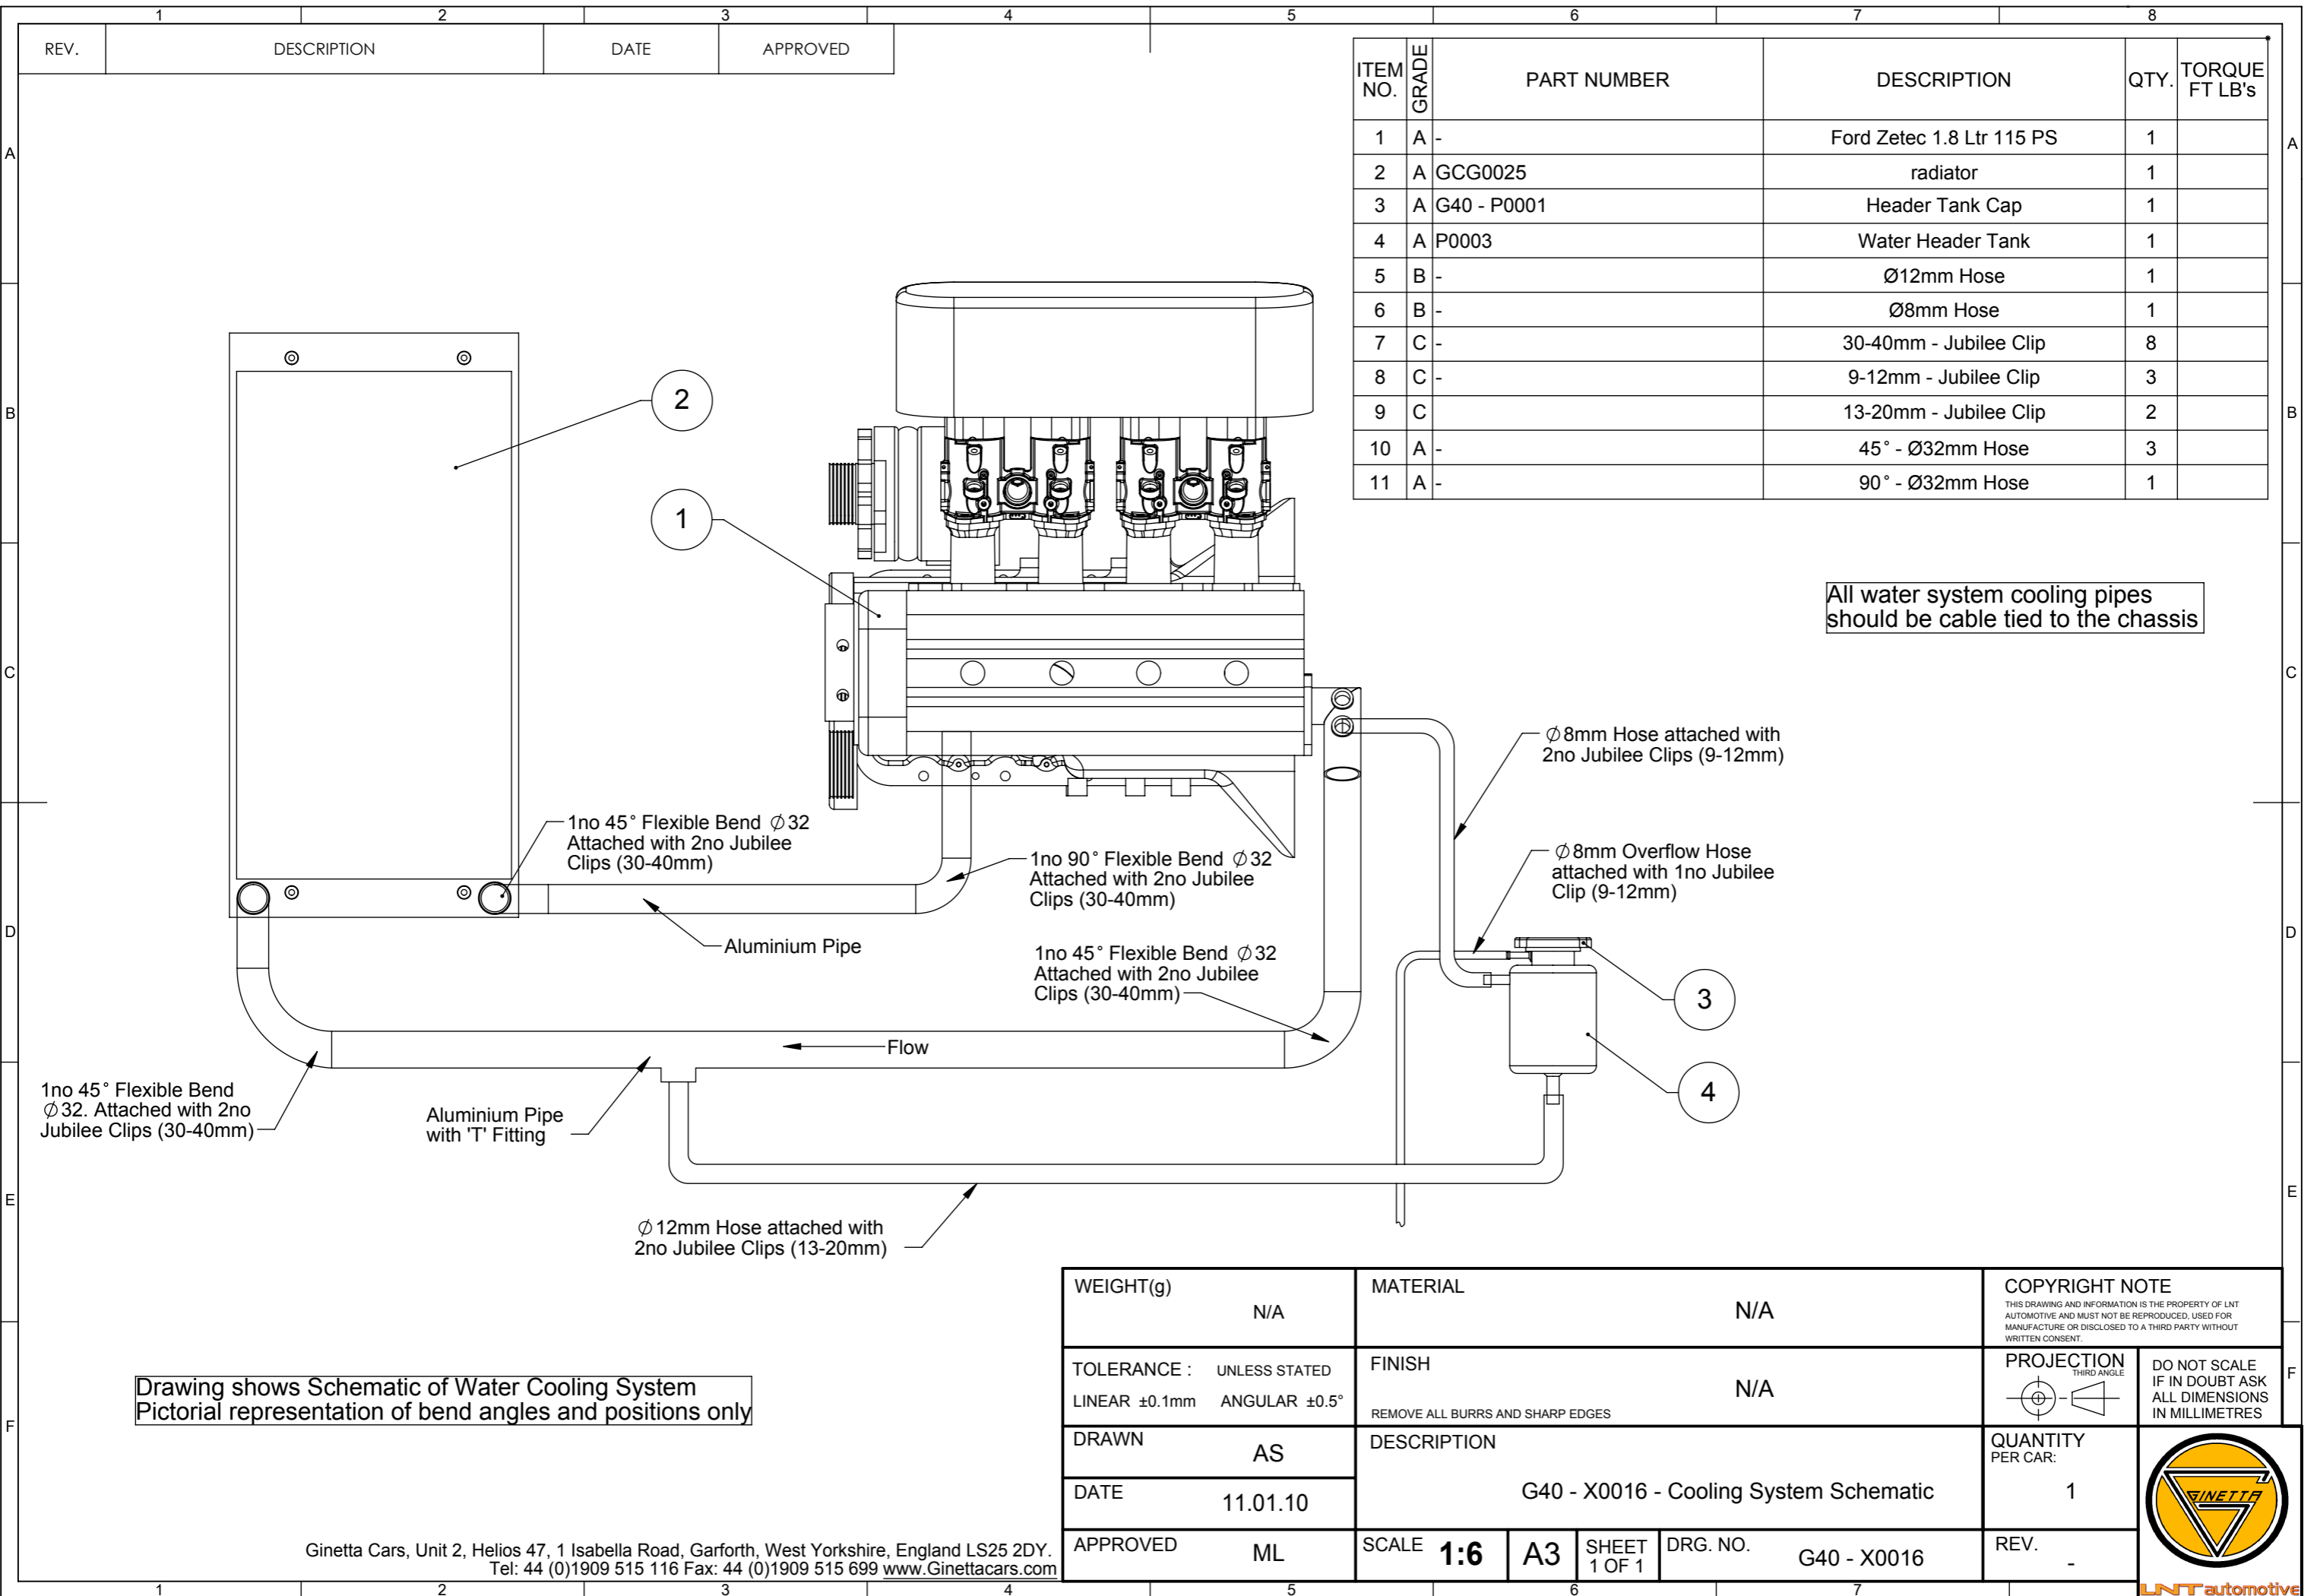 1 2 3 4 5 6 7 8
REV. DESCRIPTION DATE APPROVED
ITEM NO. GRADE PART NUMBER DESCRIPTION QTY. TORQUE FT LB's
1 A - Ford Zetec 1.8 Ltr 115 PS 1
2 A GCG0025 radiator 1
3 A G40 - P0001 Header Tank Cap 1
4 A P0003 Water Header Tank 1
5 B - Ø12mm Hose 1
6 B - Ø8mm Hose 1
7 C - 30-40mm - Jubilee Clip 8
8 C - 9-12mm - Jubilee Clip 3
9 C 13-20mm - Jubilee Clip 2
10 A - 45° - Ø32mm Hose 3
11 A - 90° - Ø32mm Hose 1
A A
B B
C C
D D
E E
F F
2
1
All water system cooling pipes
should be cable tied to the chassis
Ø8mm Hose attached with
2no Jubilee Clips (9-12mm)
1no 45° Flexible Bend Ø32
Attached with 2no Jubilee
Clips (30-40mm)
1no 90° Flexible Bend Ø32
Attached with 2no Jubilee
Clips (30-40mm)
Ø8mm Overflow Hose
attached with 1no Jubilee
Clip (9-12mm)
Aluminium Pipe
1no 45° Flexible Bend Ø32
Attached with 2no Jubilee
Clips (30-40mm)
3
Flow
4
1no 45° Flexible Bend
Ø32. Attached with 2no
Jubilee Clips (30-40mm)
Aluminium Pipe
with 'T' Fitting
Ø12mm Hose attached with
2no Jubilee Clips (13-20mm)
Drawing shows Schematic of Water Cooling System
Pictorial representation of bend angles and positions only
WEIGHT(g) N/A
MATERIAL N/A
COPYRIGHT NOTE
THIS DRAWING AND INFORMATION IS THE PROPERTY OF LNT
AUTOMOTIVE AND MUST NOT BE REPRODUCED, USED FOR
MANUFACTURE OR DISCLOSED TO A THIRD PARTY WITHOUT
WRITTEN CONSENT.
TOLERANCE : UNLESS STATED
LINEAR ±0.1mm ANGULAR ±0.5°
FINISH N/A
REMOVE ALL BURRS AND SHARP EDGES
PROJECTION
THIRD ANGLE
DO NOT SCALE
IF IN DOUBT ASK
ALL DIMENSIONS
IN MILLIMETRES
DRAWN AS
DESCRIPTION
G40 - X0016 - Cooling System Schematic
QUANTITY
PER CAR:
1
DATE 11.01.10
APPROVED ML
SCALE 1:6
A3
SHEET
1 OF 1
DRG. NO. G40 - X0016
REV. -
GINETTA
LNT automotive
Ginetta Cars, Unit 2, Helios 47, 1 Isabella Road, Garforth, West Yorkshire, England LS25 2DY.
Tel: 44 (0)1909 515 116 Fax: 44 (0)1909 515 699 www.Ginettacars.com
1 2 3 4 5 6 7